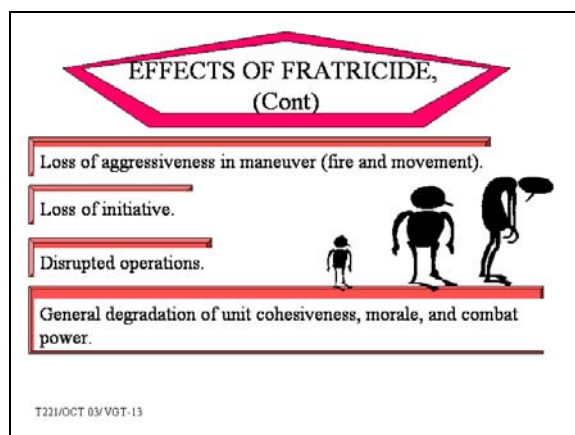 EFFECTS OF FRATRICIDE,
(Cont)
Loss of aggressiveness in maneuver (fire and movement).
Loss of initiative.
Disrupted operations.
General degradation of unit cohesiveness, morale, and combat
power.
T221/OCT 03/ VGT-13